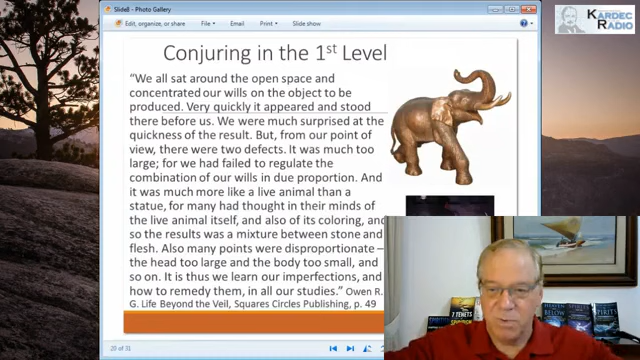 Slide8 - Photo Gallery
Edit, organize, or share
File
Email
Print
Slide show
KARDEC
RADIO
Conjuring in the 1st Level
“We all sat around the open space and
concentrated our wills on the object to be
produced. Very quickly it appeared and stood
there before us. We were much surprised at the
quickness of the result. But, from our point of
view, there were two defects. It was much too
large; for we had failed to regulate the
combination of our wills in due proportion. And
it was much more like a live animal than a
statue, for many had thought in their minds of
the live animal itself, and also of its coloring, and
so the results was a mixture between stone and
flesh. Also many points were disproportionate –
the head too large and the body too small, and
so on. It is thus we learn our imperfections, and
how to remedy them, in all our studies.” Owen R.
G. Life Beyond the Veil, Squares Circles Publishing, p. 49
20 of 31
7 TENETS
HEAVEN
BELOW
SPIRITS
SPIRITS